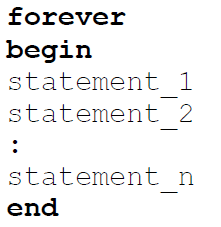 forever
begin
statement_1
statement_2
:
statement_n
end